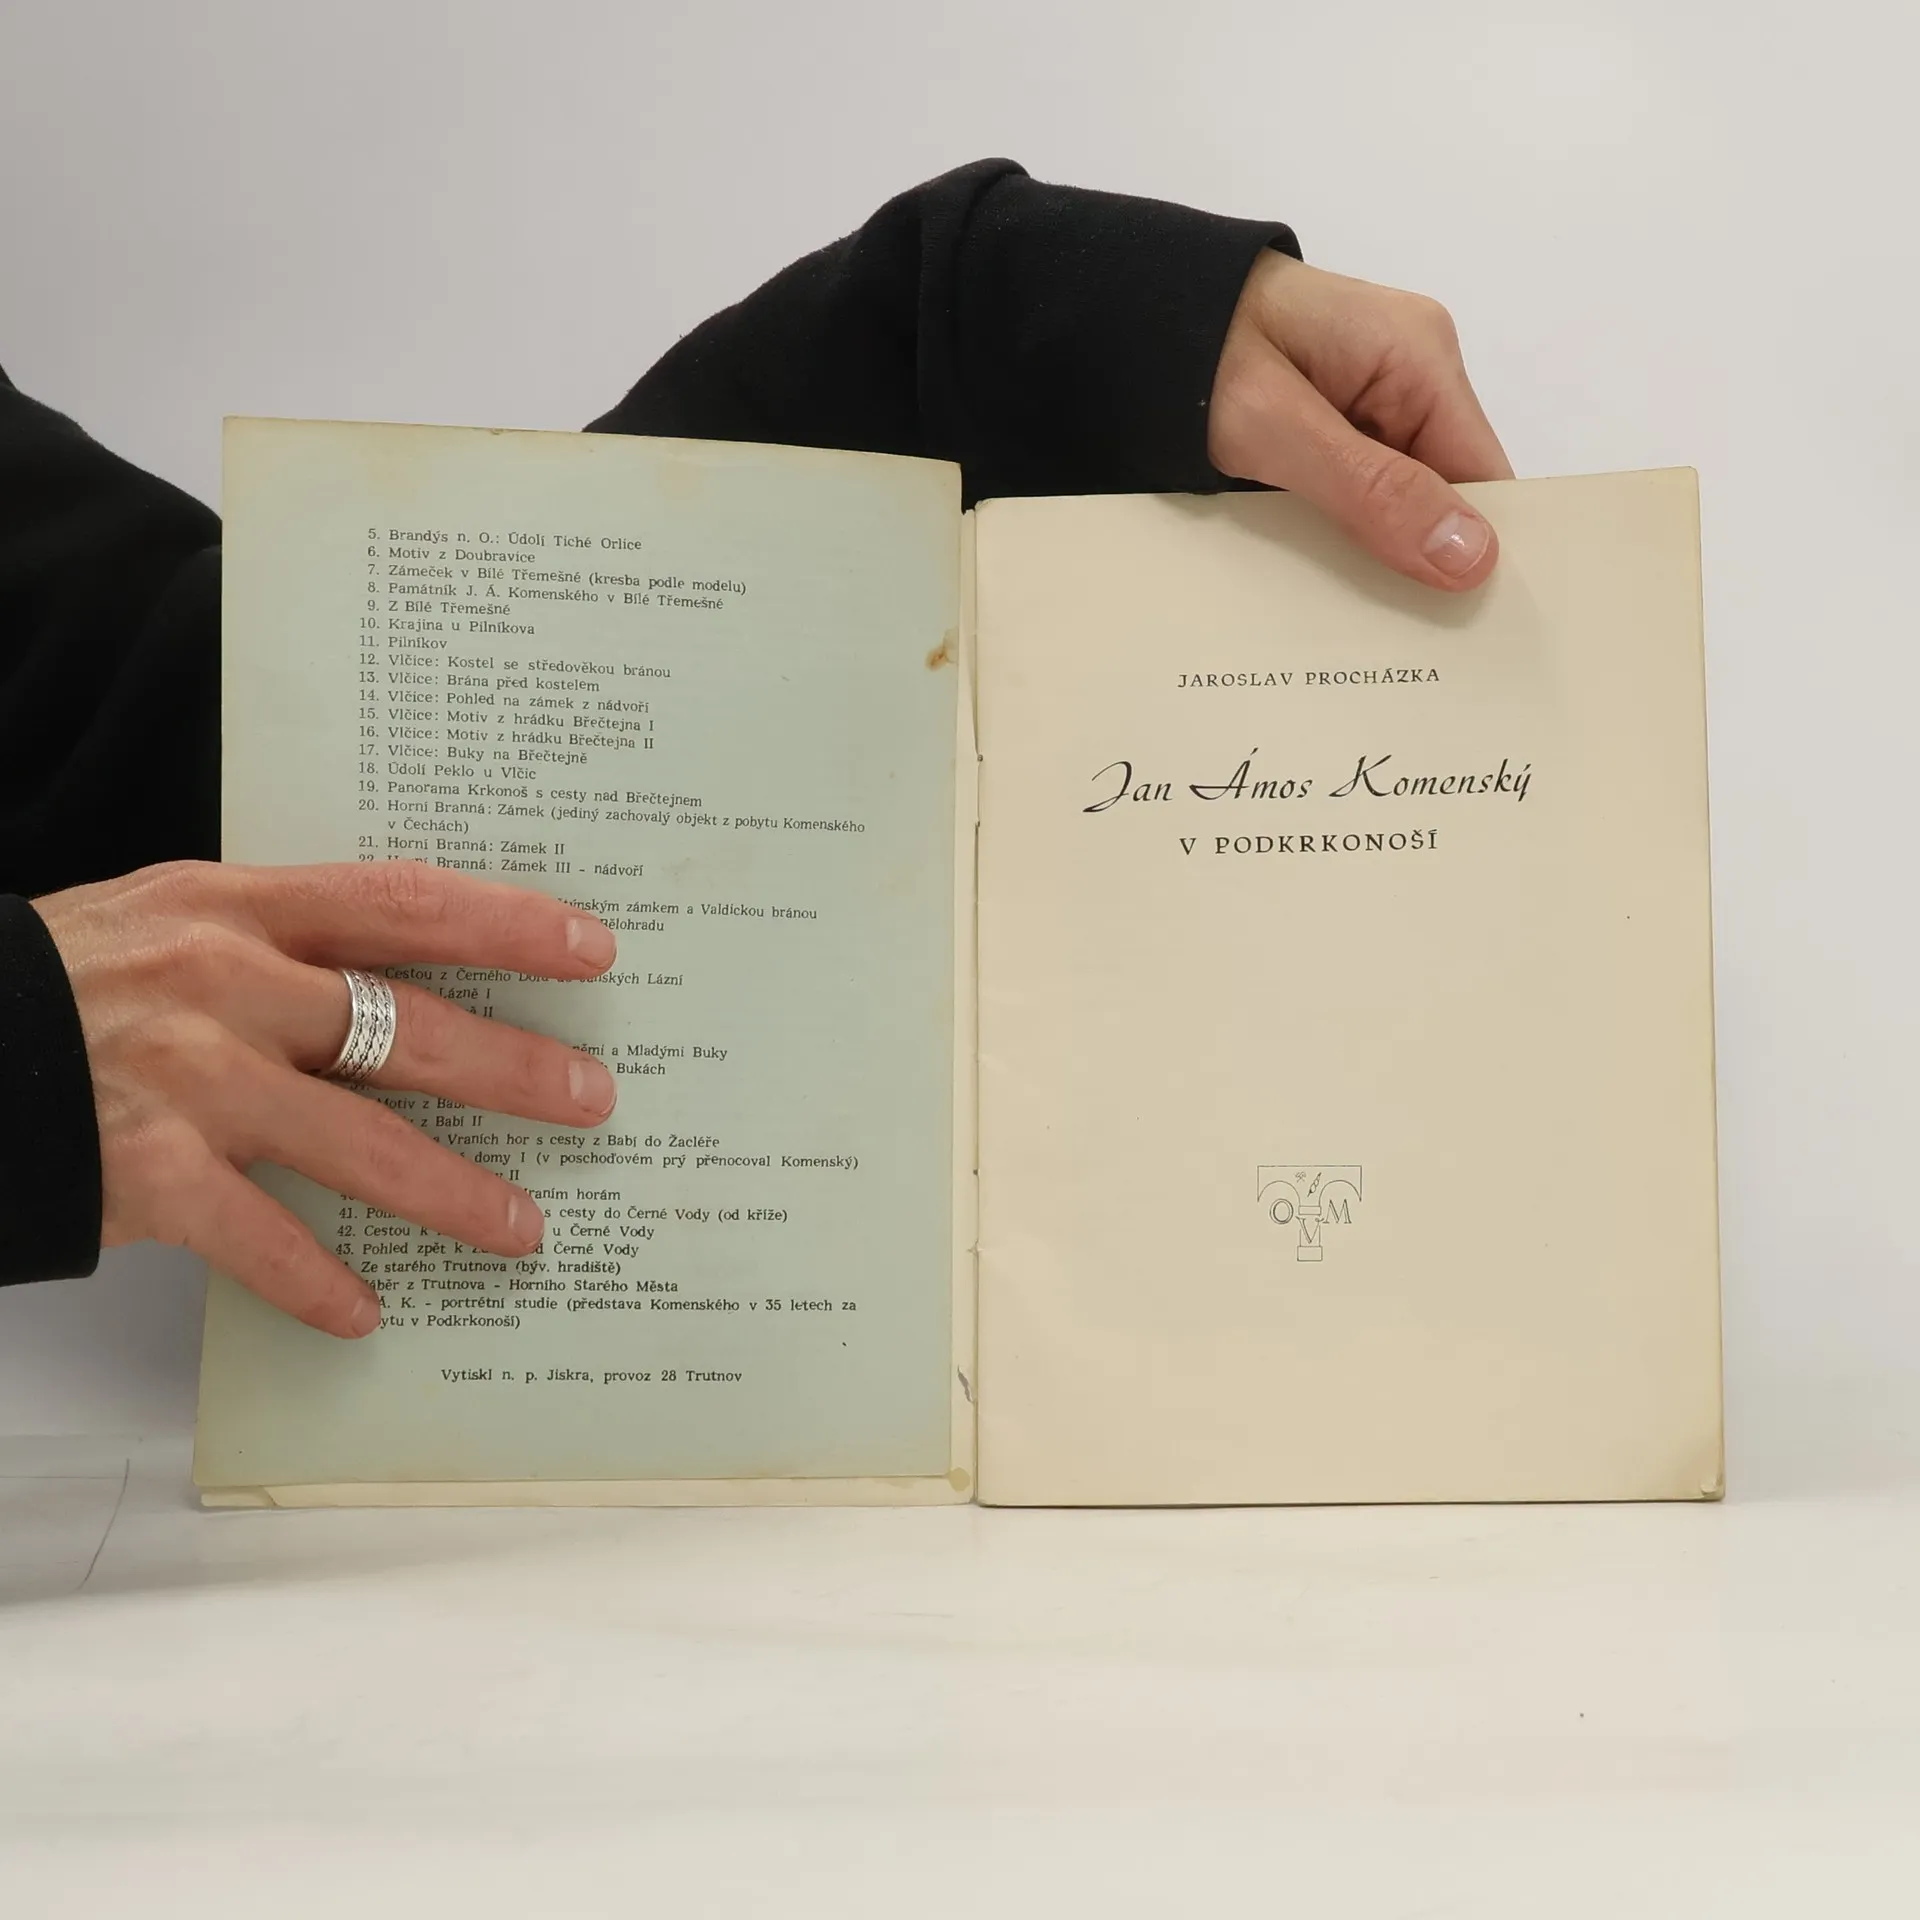 5. Brandýs n. O.: Údolí Tiché Orlice
6. Motiv z Doubravice
7. Zámeček v Bílé Třemešné (kresba podle modelu)
8. Památník J. Á. Komenského v Bílé Třemešné
9. Z Bílé Třemešné
10. Krajina u Pilníkova
11. Pilníkov
12. Vlčice: Kostel se středověkou bránou
13. Vlčice: Brána před kostelem
14. Vlčice: Pohled na zámek z nádvoří
15. Vlčice: Motiv z hrádku Břečtejna I
16. Vlčice: Motiv z hrádku Břečtejna II
17. Vlčice: Buky na Břečtejně
18. Údolí Peklo u Vlčic
19. Panorama Krkonoš s cesty nad Břečtejnem
20. Horní Branná: Zámek (jediný zachovalý objekt z pobytu Komenského
v Čechách)
21. Horní Branná: Zámek II
Branná: Zámek III - nádvoří
zámkem a Valdickou bránou
Bělohradu
Cestou z Černého Lázní
Lázně I
II
a Mladými Buky
Bukách
Motiv z
z Babí II
Vraních hor s cesty z Babí do Žacléře
domy I (v poschoďovém prý přenocoval Komenský)
II
horám
41. s cesty do Černé Vody (od kříže)
42. Cestou k u Černé Vody
43. Pohled zpět k Černé Vody
Ze starého Trutnova (býv. hradiště)
z Trutnova - Horního Starého Města
Á. K. - portrétní studie (představa Komenského v 35 letech za
v Podkrkonoší)
Vytiskl n. p. Jiskra, provoz 28 Trutnov
JAROSLAV PROCHÁZKA
Jan Ámos Komenský
V PODKRKONOŠÍ
OVM